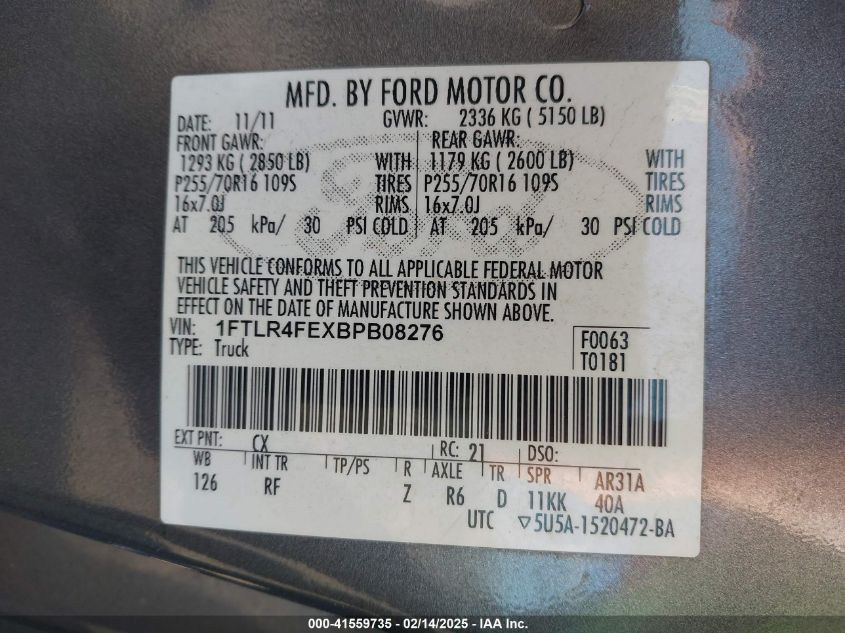 MFD. BY FORD MOTOR CO.
DATE: 11/11 GVWR: 2336 KG ( 5150 LB)
FRONT GAWR: REAR GAWR:
1293 KG ( 2850 LB) WITH 1179 KG ( 2600 LB) WITH
P255/70R16 109S TIRES P255/70R16 109S TIRES
16x7.0J RIMS 16x7.0J RIMS
AT 205 kPa/ 30 PSI COLD AT 205 kPa/ 30 PSI COLD
Ford
THIS VEHICLE CONFORMS TO ALL APPLICABLE FEDERAL MOTOR
VEHICLE SAFETY AND THEFT PREVENTION STANDARDS IN
EFFECT ON THE DATE OF MANUFACTURE SHOWN ABOVE.
VIN: 1FTLR4FEXBPB08276 F0063
TYPE: Truck T0181
EXT PNT: CX RC: 21 DSO:
WB INT TR TP/PS R AXLE TR SPR AR31A
126 RF Z R6 D 11KK 40A
UTC ▽5U5A-1520472-BA
000-41559735 - 02/14/2025 - IAA Inc.